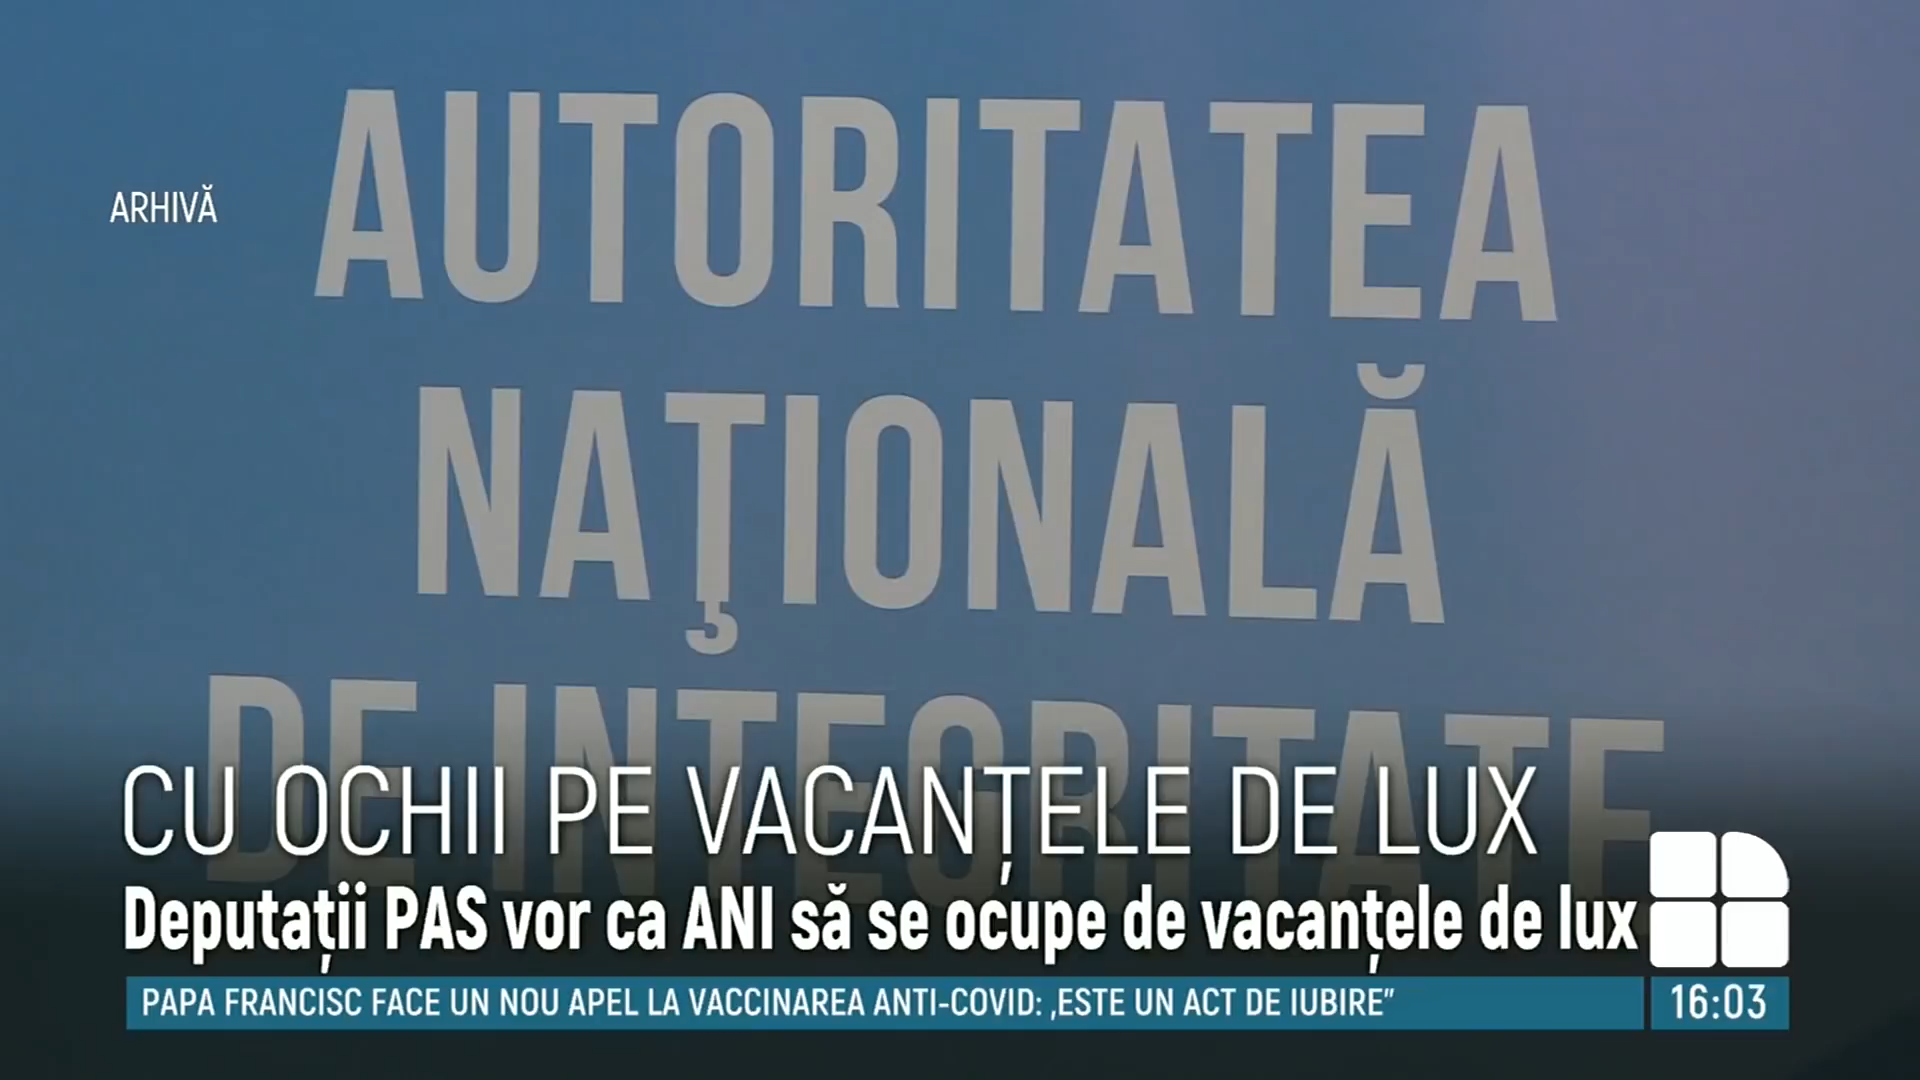 AUTORITATEA
ARHIVĂ
NAŢIONALĂ
DE INTEGRITATE
CU OCHII PE VACANȚELE DE LUX
Deputații PAS vor ca ANI să se ocupe de vacanțele de lux
PAPA FRANCISC FACE UN NOU APEL LA VACCINAREA ANTI-COVID: ‚ESTE UN ACT DE IUBIRE”
16:03